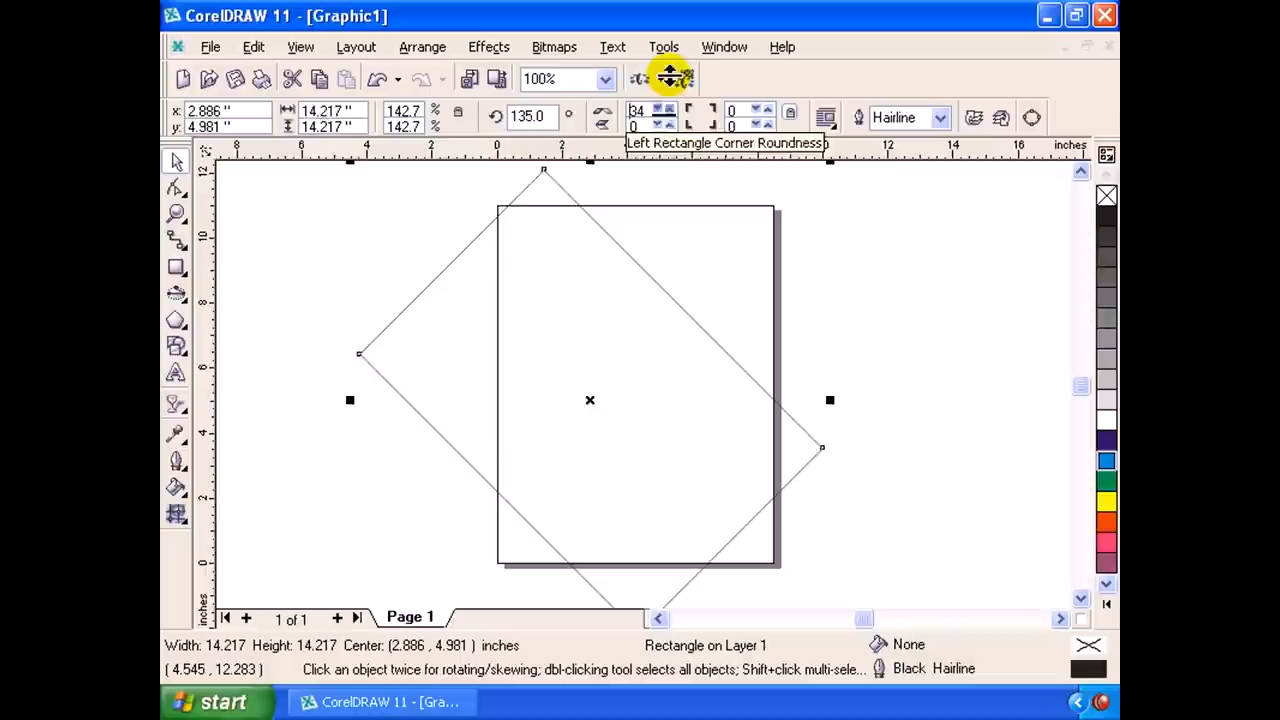 CorelDRAW 11 - [Graphic1]
File Edit View Layout Arrange Effects Bitmaps Text Tools Window Help
100%
x: 2.886 " 14.217 " 142.7 % 135.0 ° 34 0 Hairline
y: 4.981 " 14.217 " 142.7 % 0 0
Left Rectangle Corner Roundness
8 6 4 2 0 2 8 10 12 14 16 inches
12
10
8
6
4
2
0
inches
1 of 1 Page 1
Width: 14.217 Height: 14.217 Center: (2.886 , 4.981 ) inches Rectangle on Layer 1 None
( 4.545 , 12.283 ) Click an object twice for rotating/skewing; dbl-clicking tool selects all objects; Shift+click multi-sele... Black Hairline
start CorelDRAW 11 - [Gra...